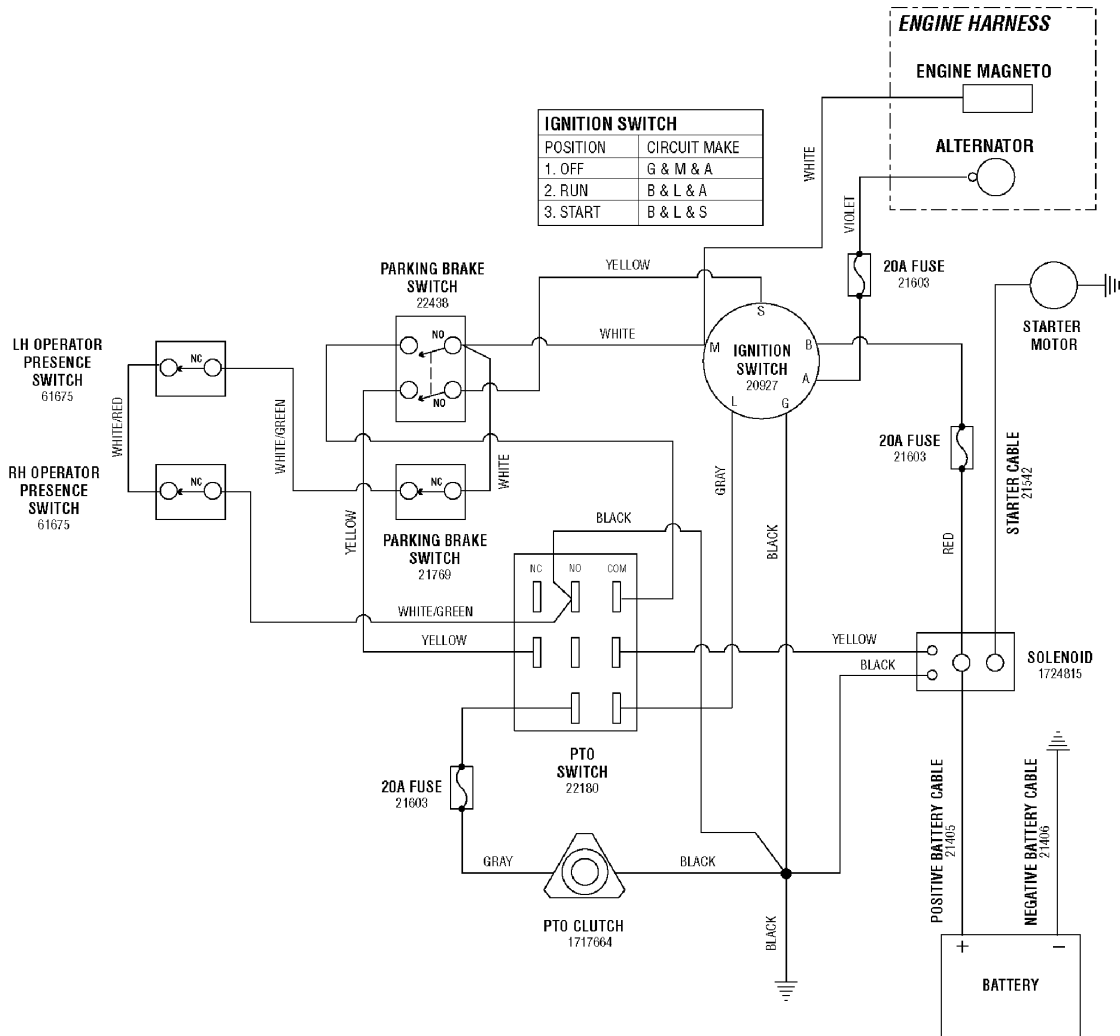 ENGINE HARNESS
ENGINE MAGNETO
ALTERNATOR
IGNITION SWITCH
POSITION CIRCUIT MAKE
1. OFF G & M & A
2. RUN B & L & A
3. START B & L & S
WHITE
VIOLET
20A FUSE
21603
STARTER
MOTOR
PARKING BRAKE
SWITCH
22438
NO
NO
YELLOW
WHITE
S
M
B
A
L
G
IGNITION
SWITCH
20927
LH OPERATOR
PRESENCE
SWITCH
61675
NC
WHITE/RED
WHITE/GREEN
RH OPERATOR
PRESENCE
SWITCH
61675
NC
NC
WHITE
PARKING BRAKE
SWITCH
21769
YELLOW
BLACK
GRAY
BLACK
20A FUSE
21603
RED
STARTER CABLE
21542
NC NO COM
WHITE/GREEN
YELLOW
YELLOW
BLACK
SOLENOID
1724815
PTO
SWITCH
22180
20A FUSE
21603
GRAY
BLACK
PTO CLUTCH
1717664
BLACK
POSITIVE BATTERY CABLE
21405
NEGATIVE BATTERY CABLE
21406
+ −
BATTERY